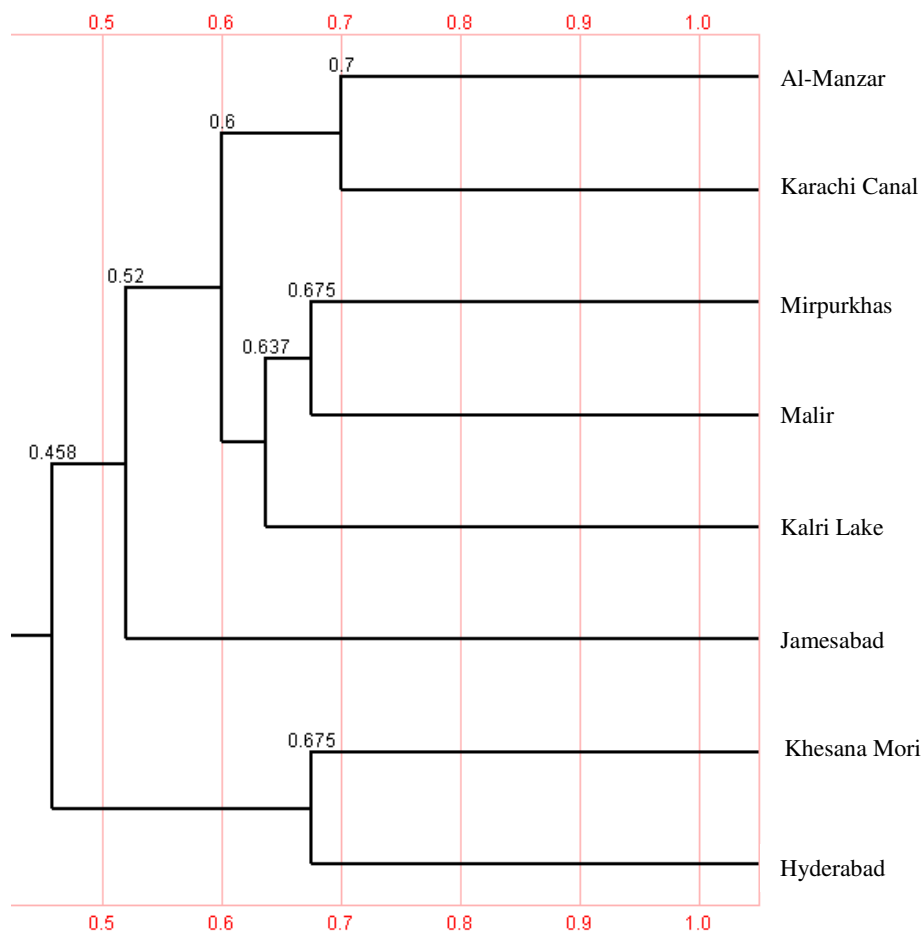 0.5 0.6 0.7 0.8 0.9 1.0
0.7
Al-Manzar
0.6
Karachi Canal
0.52
0.675
Mirpurkhas
0.637
Malir
0.458
Kalri Lake
Jamesabad
0.675
Khesana Mori
Hyderabad
0.5 0.6 0.7 0.8 0.9 1.0